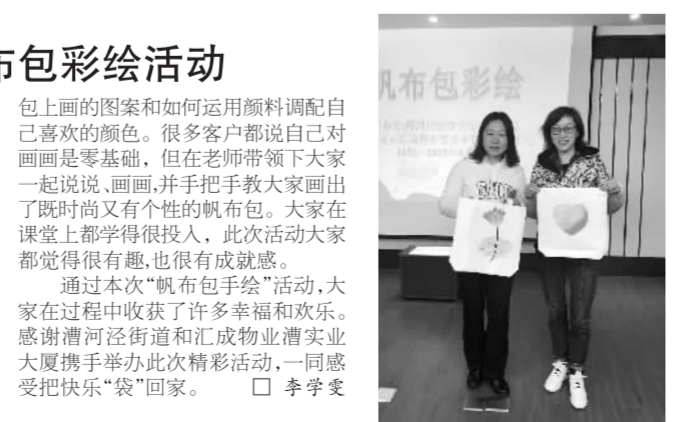 布包彩绘活动
包上画的图案和如何运用颜料调配自
己喜欢的颜色。很多客户都说自己对
画画是零基础，但在老师带领下大家
一起说说、画画,并手把手教大家画出
了既时尚又有个性的帆布包。大家在
课堂上都学得很投入，此次活动大家
都觉得很有趣,也很有成就感。
通过本次“帆布包手绘”活动,大
家在过程中收获了许多幸福和欢乐。
感谢漕河泾街道和汇成物业漕实业
大厦携手举办此次精彩活动,一同感
受把快乐“袋”回家。 □ 李学雯
帆布包彩绘